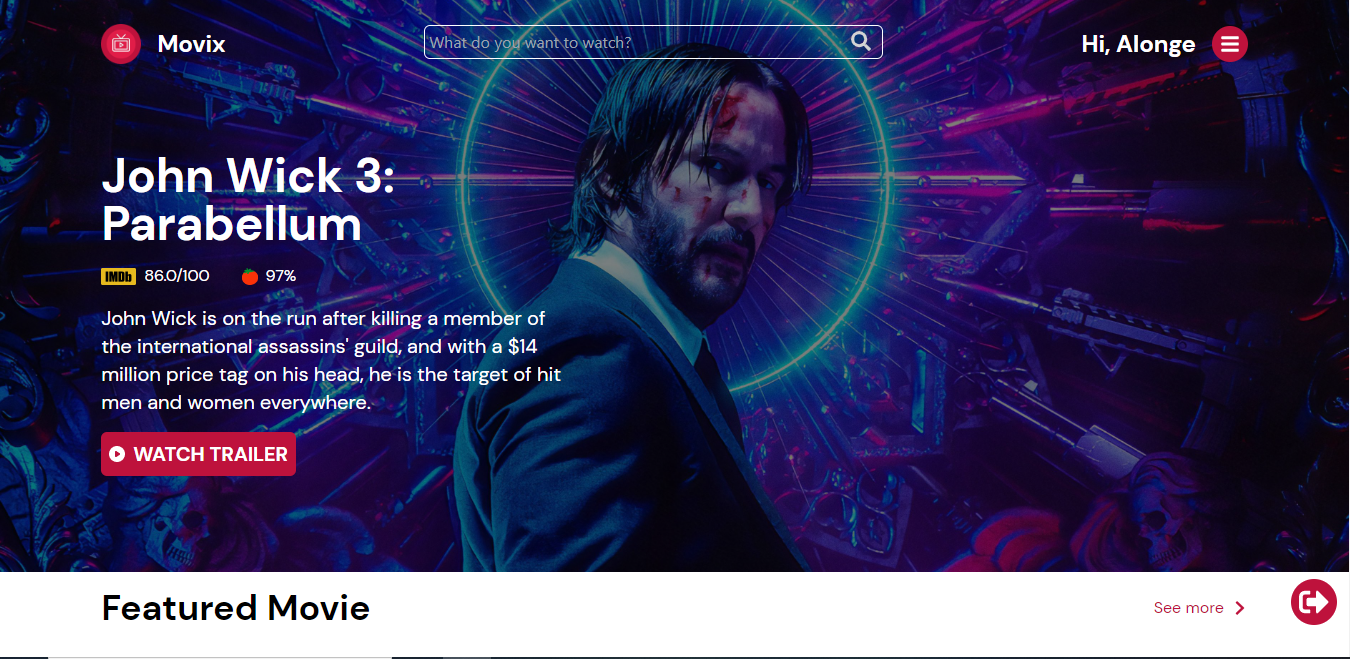 Movix
What do you want to watch?
Hi, Alonge
John Wick 3:
Parabellum
IMDb 86.0/100 97%
John Wick is on the run after killing a member of
the international assassins' guild, and with a $14
million price tag on his head, he is the target of hit
men and women everywhere.
WATCH TRAILER
Featured Movie
See more